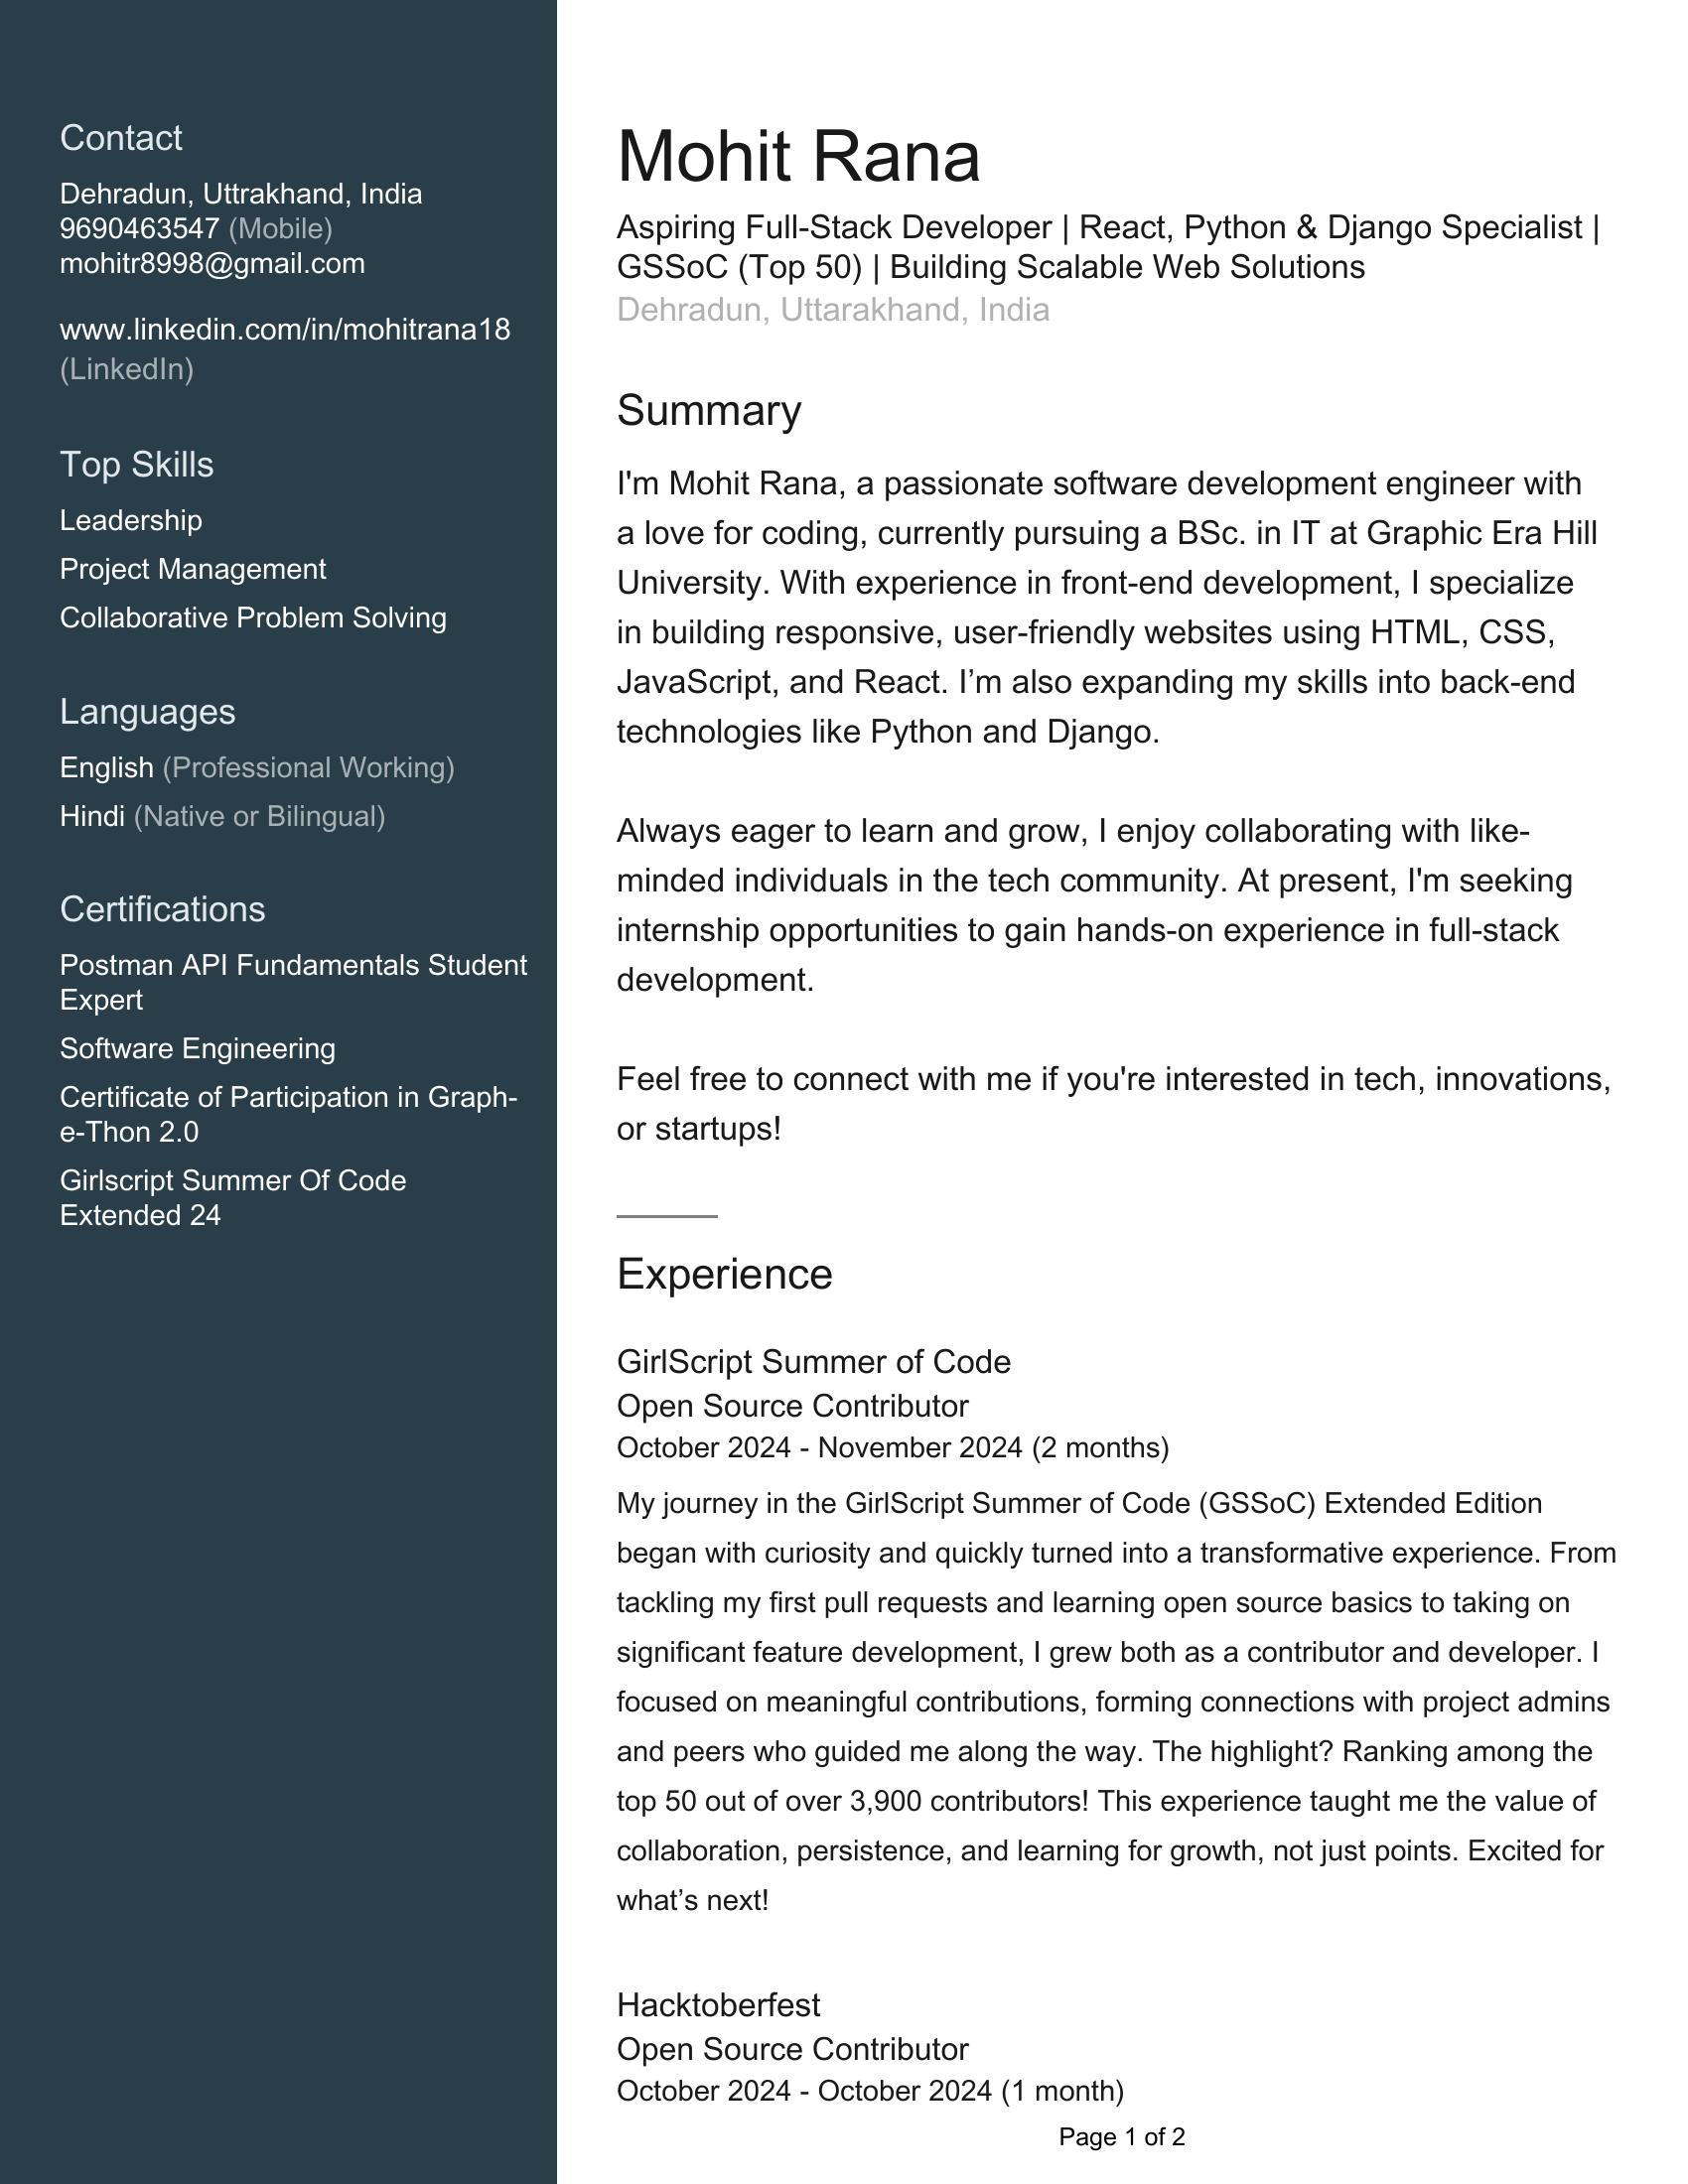 Contact
Dehradun, Uttrakhand, India
9690463547 (Mobile)
mohitr8998@gmail.com
www.linkedin.com/in/mohitrana18
(LinkedIn)
Top Skills
Leadership
Project Management
Collaborative Problem Solving
Languages
English (Professional Working)
Hindi (Native or Bilingual)
Certifications
Postman API Fundamentals Student
Expert
Software Engineering
Certificate of Participation in Graph-
e-Thon 2.0
Girlscript Summer Of Code
Extended 24
Mohit Rana
Aspiring Full-Stack Developer | React, Python & Django Specialist |
GSSoC (Top 50) | Building Scalable Web Solutions
Dehradun, Uttarakhand, India
Summary
I'm Mohit Rana, a passionate software development engineer with
a love for coding, currently pursuing a BSc. in IT at Graphic Era Hill
University. With experience in front-end development, I specialize
in building responsive, user-friendly websites using HTML, CSS,
JavaScript, and React. I’m also expanding my skills into back-end
technologies like Python and Django.
Always eager to learn and grow, I enjoy collaborating with like-
minded individuals in the tech community. At present, I'm seeking
internship opportunities to gain hands-on experience in full-stack
development.
Feel free to connect with me if you're interested in tech, innovations,
or startups!
Experience
GirlScript Summer of Code
Open Source Contributor
October 2024 - November 2024 (2 months)
My journey in the GirlScript Summer of Code (GSSoC) Extended Edition
began with curiosity and quickly turned into a transformative experience. From
tackling my first pull requests and learning open source basics to taking on
significant feature development, I grew both as a contributor and developer. I
focused on meaningful contributions, forming connections with project admins
and peers who guided me along the way. The highlight? Ranking among the
top 50 out of over 3,900 contributors! This experience taught me the value of
collaboration, persistence, and learning for growth, not just points. Excited for
what’s next!
Hacktoberfest
Open Source Contributor
October 2024 - October 2024 (1 month)
Page 1 of 2